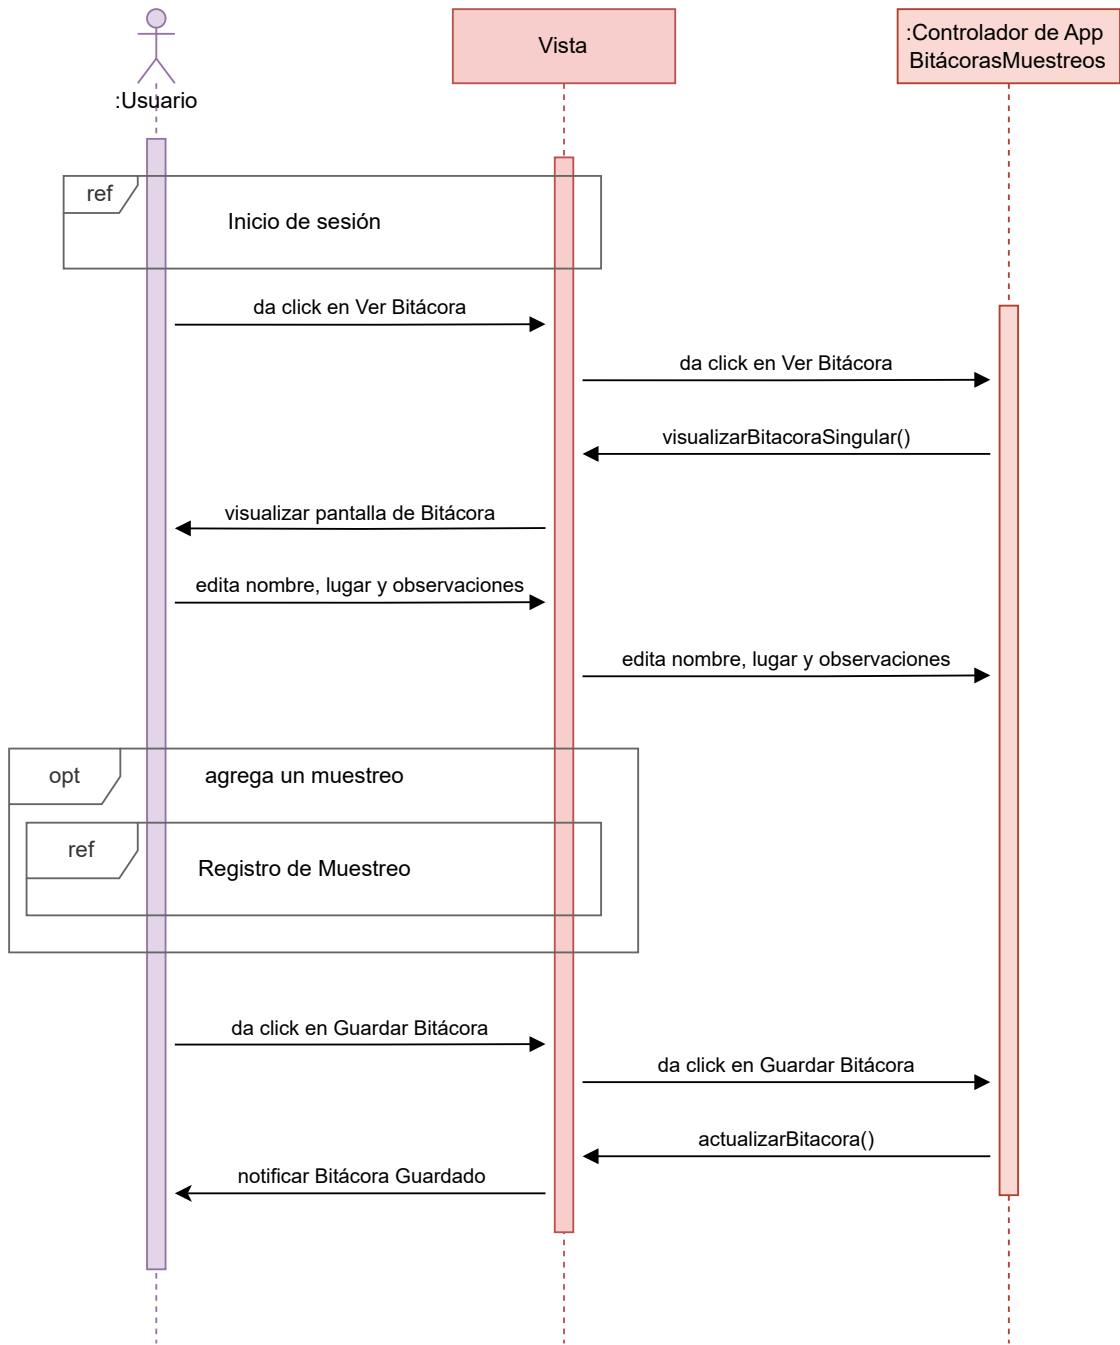 :Usuario
Vista
:Controlador de App
BitácorasMuestreos
ref
Inicio de sesión
da click en Ver Bitácora
da click en Ver Bitácora
visualizarBitacoraSingular()
visualizar pantalla de Bitácora
edita nombre, lugar y observaciones
edita nombre, lugar y observaciones
opt
agrega un muestreo
ref
Registro de Muestreo
da click en Guardar Bitácora
da click en Guardar Bitácora
actualizarBitacora()
notificar Bitácora Guardado